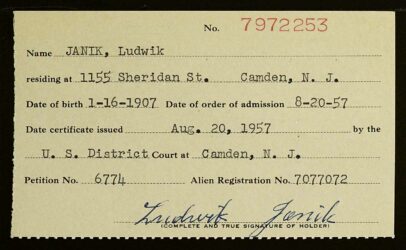 No. 7972253
Name JANIK, Ludwik
residing at 1155 Sheridan St. Camden, N. J.
Date of birth 1-16-1907 Date of order of admission 8-20-57
Date certificate issued Aug. 20, 1957 by the
U. S. District Court at Camden, N. J.
Petition No. 6774 Alien Registration No. 7077072
Ludwik Janik
(COMPLETE AND TRUE SIGNATURE OF HOLDER)